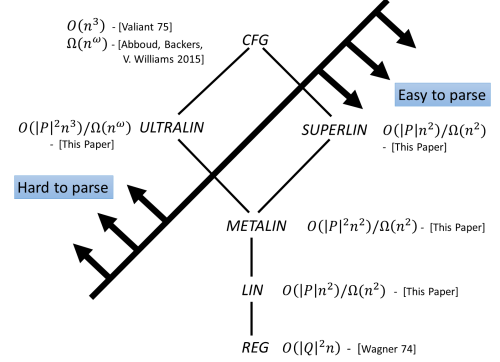 O(n³) - [Valiant 75]
Ω(n^ω) - [Abboud, Backers,
V. Williams 2015]
CFG
Easy to parse
O(|P|²n³)/Ω(n^ω)
- [This Paper]
ULTRALIN
SUPERLIN
O(|P|n²)/Ω(n²)
- [This Paper]
Hard to parse
METALIN O(|P|²n²)/Ω(n²) - [This Paper]
LIN O(|P|n²)/Ω(n²) - [This Paper]
REG O(|Q|²n) - [Wagner 74]